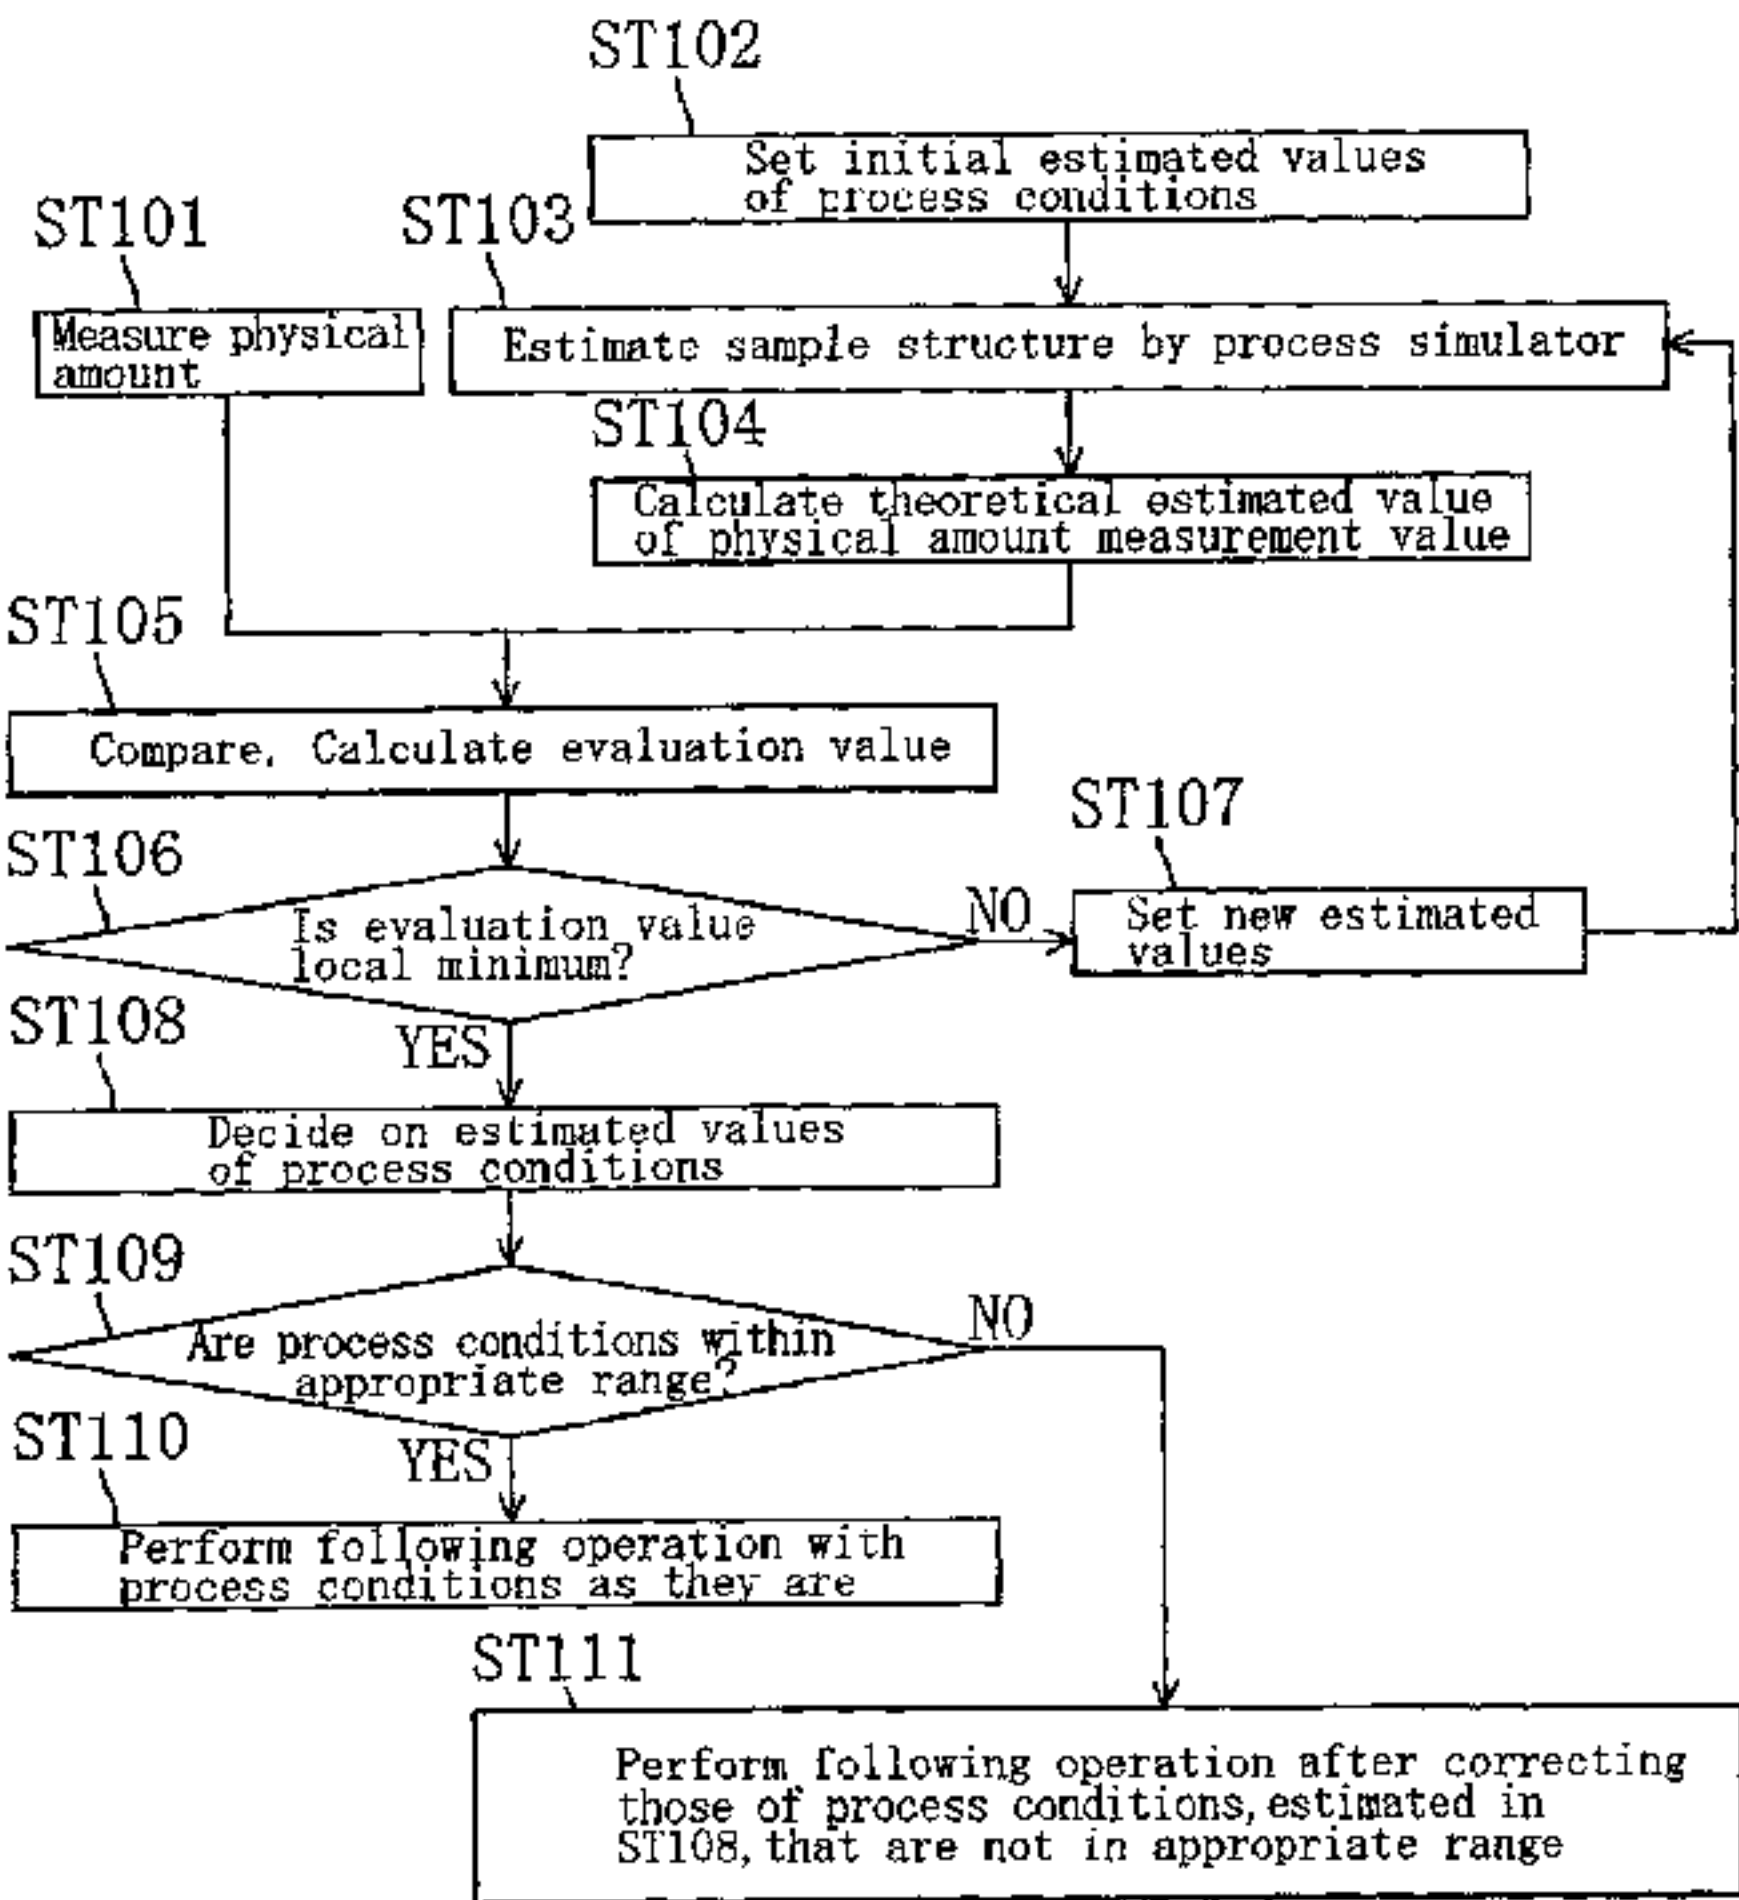 ST102
Set initial estimated values
of process conditions
ST101
ST103
Measure physical
amount
Estimate sample structure by process simulator
ST104
Calculate theoretical estimated value
of physical amount measurement value
ST105
Compare. Calculate evaluation value
ST107
ST106
Is evaluation value
local minimum?
NO
Set new estimated
values
YES
ST108
Decide on estimated values
of process conditions
ST109
Are process conditions within
appropriate range?
NO
YES
ST110
Perform following operation with
process conditions as they are
ST111
Perform following operation after correcting
those of process conditions, estimated in
ST108, that are not in appropriate range